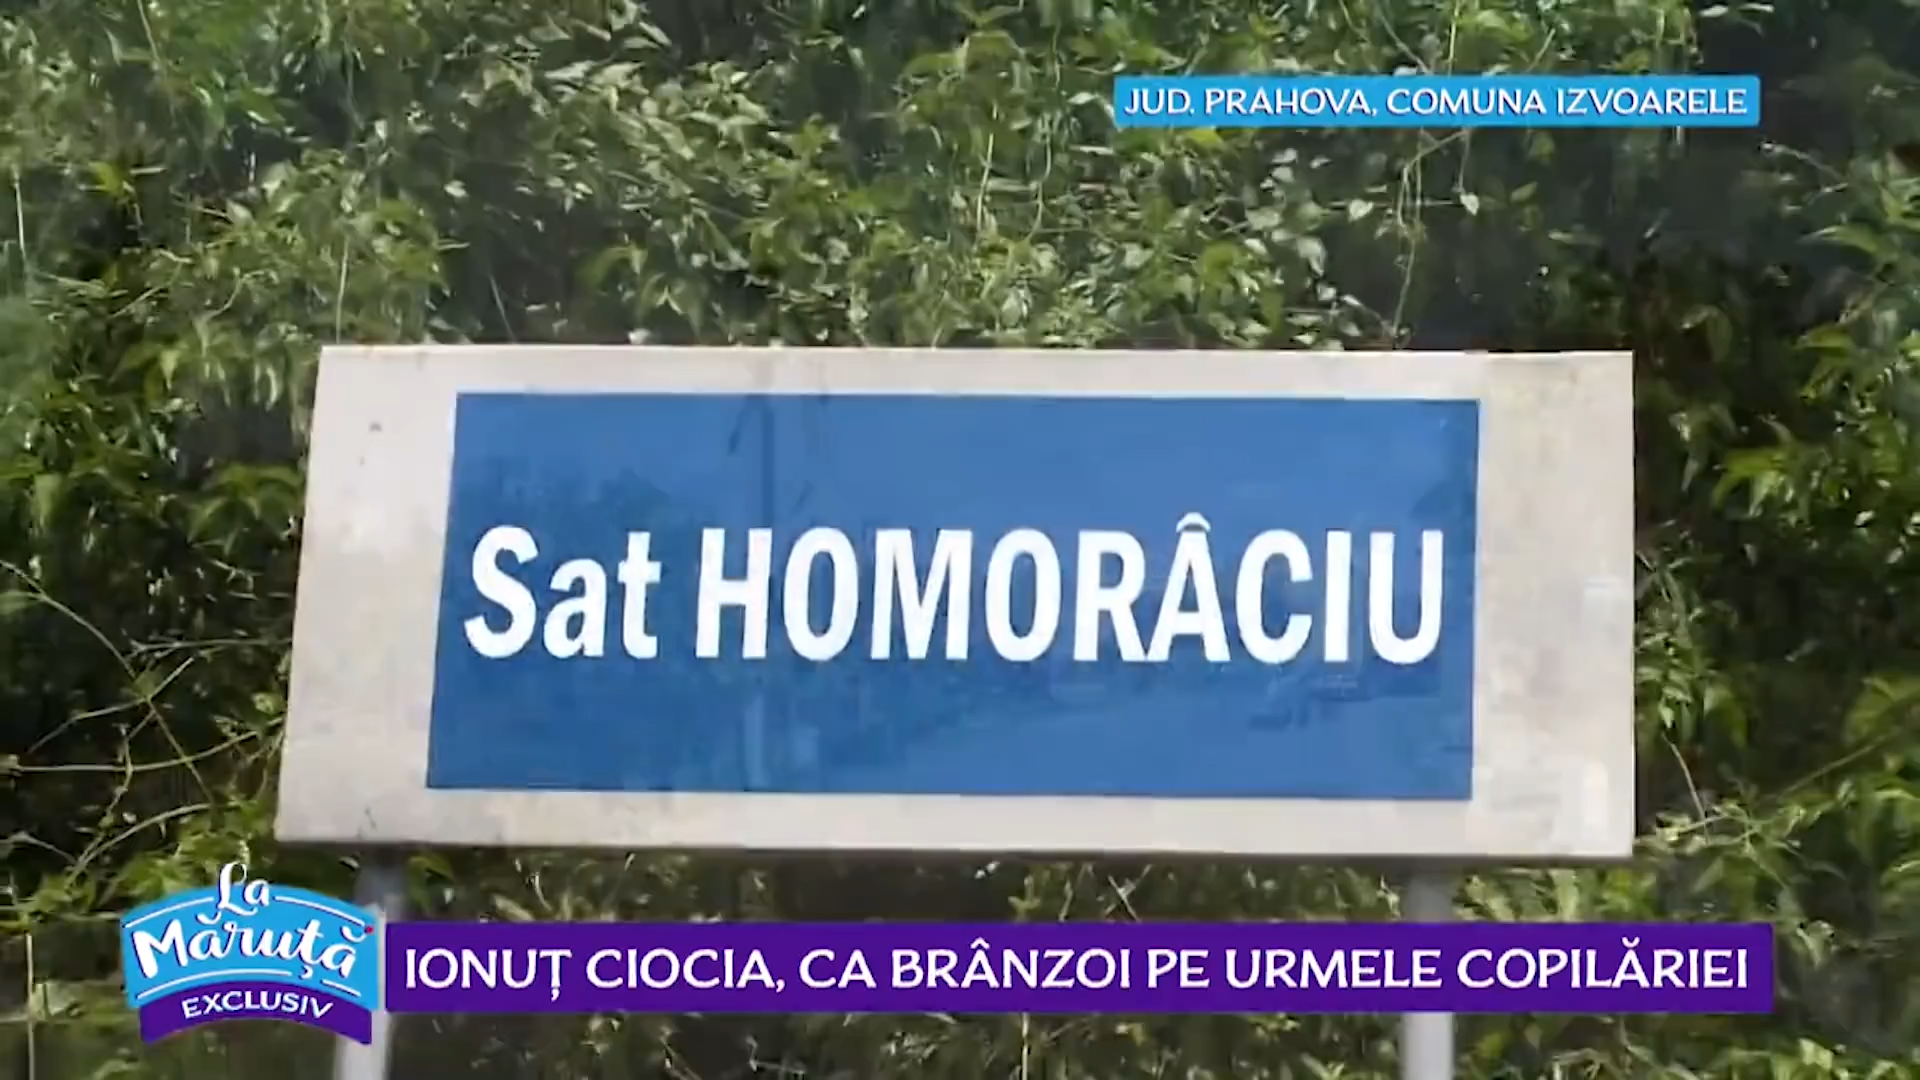 JUD. PRAHOVA, COMUNA IZVOARELE
Sat HOMORÂCIU
La
Măruță
EXCLUSIV
IONUȚ CIOCIA, CA BRÂNZOI PE URMELE COPILĂRIEI